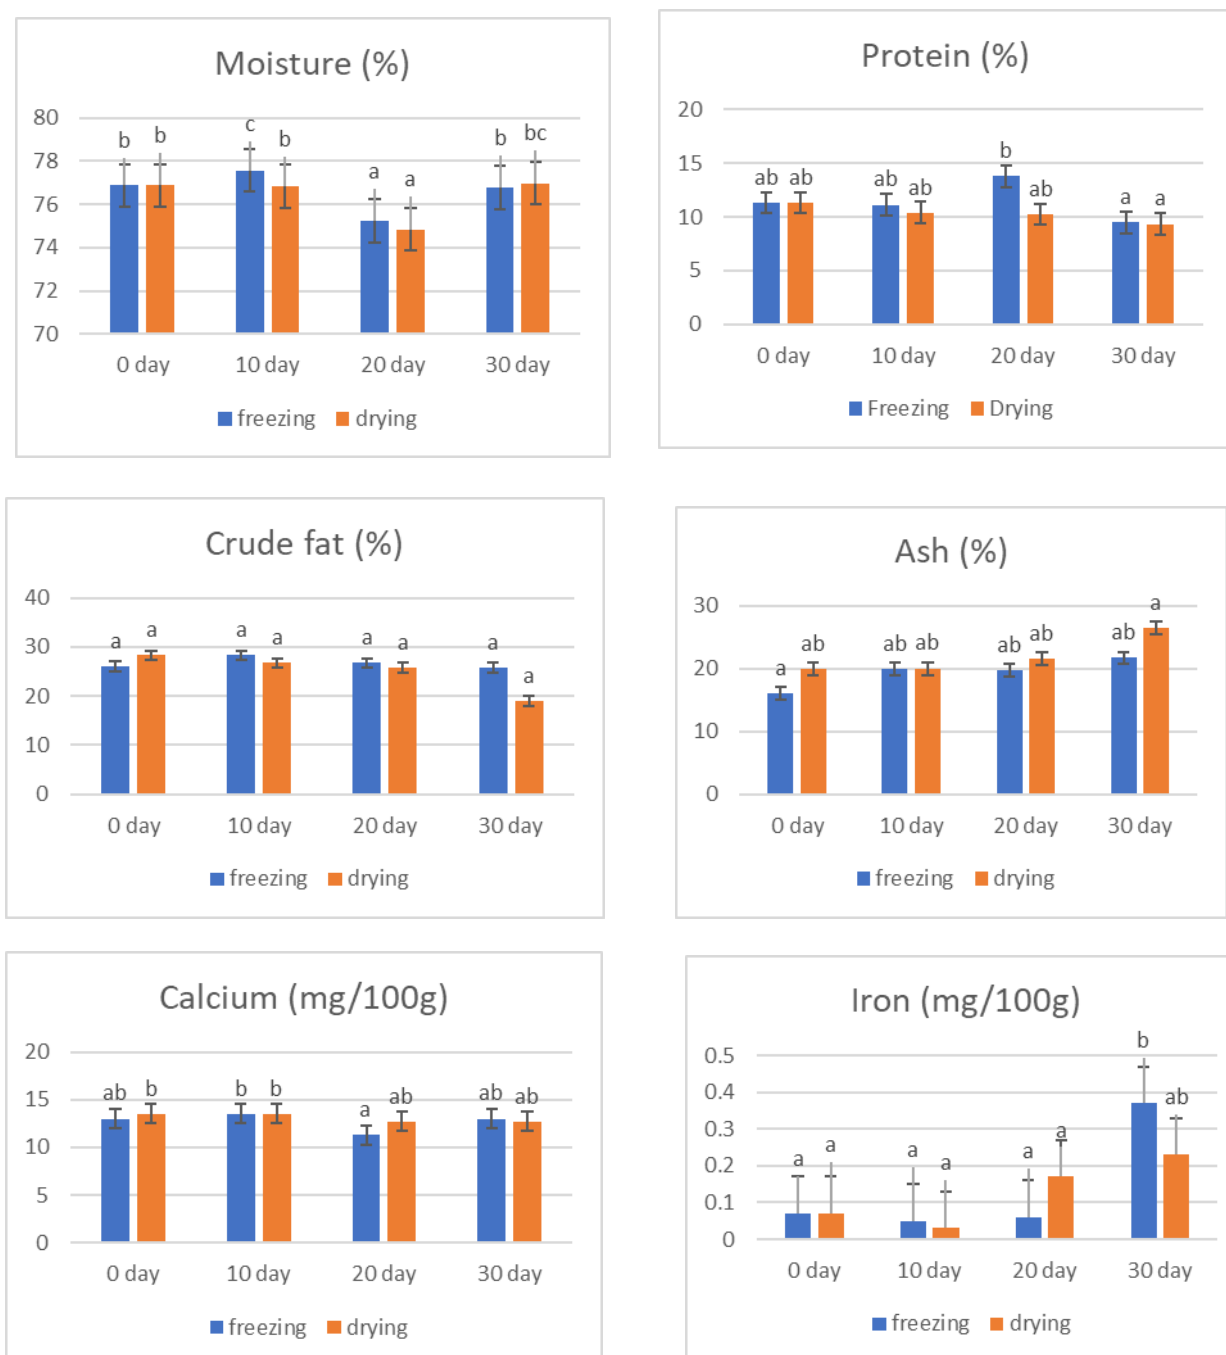 Moisture (%)
80
78
76
74
72
70
b b c b a a b bc
0 day 10 day 20 day 30 day
freezing drying
Protein (%)
20
15
10
5
0
ab ab ab ab b ab a a
0 day 10 day 20 day 30 day
Freezing Drying
Crude fat (%)
40
30
20
10
0
a a a a a a a a
0 day 10 day 20 day 30 day
freezing drying
Ash (%)
30
20
10
0
a ab ab ab ab ab ab a
0 day 10 day 20 day 30 day
freezing drying
Calcium (mg/100g)
20
15
10
5
0
ab b b b a ab ab ab
0 day 10 day 20 day 30 day
freezing drying
Iron (mg/100g)
0.5
0.4
0.3
0.2
0.1
0
a a a a a a b ab
0 day 10 day 20 day 30 day
freezing drying